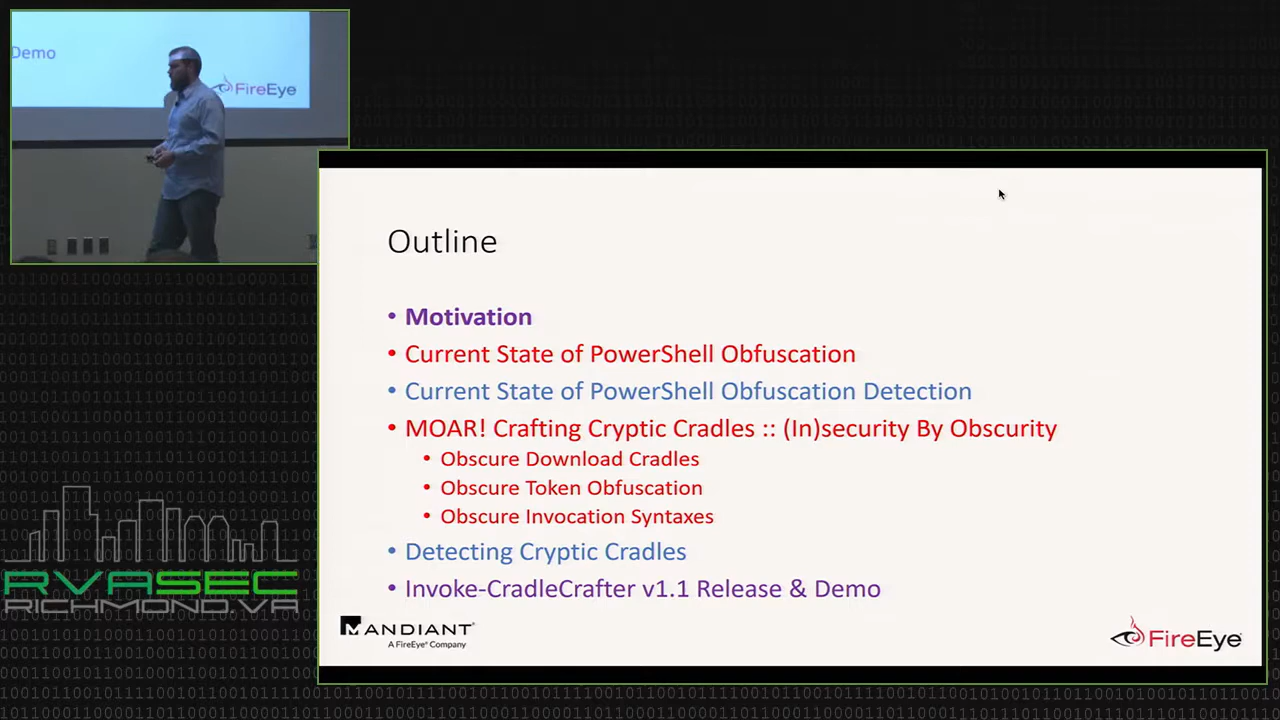 Demo
FireEye
Outline
• Motivation
• Current State of PowerShell Obfuscation
• Current State of PowerShell Obfuscation Detection
• MOAR! Crafting Cryptic Cradles :: (In)security By Obscurity
• Obscure Download Cradles
• Obscure Token Obfuscation
• Obscure Invocation Syntaxes
• Detecting Cryptic Cradles
• Invoke-CradleCrafter v1.1 Release & Demo
MANDIANT
A FireEye® Company
FireEye
RVASEC
RICHMOND.VA